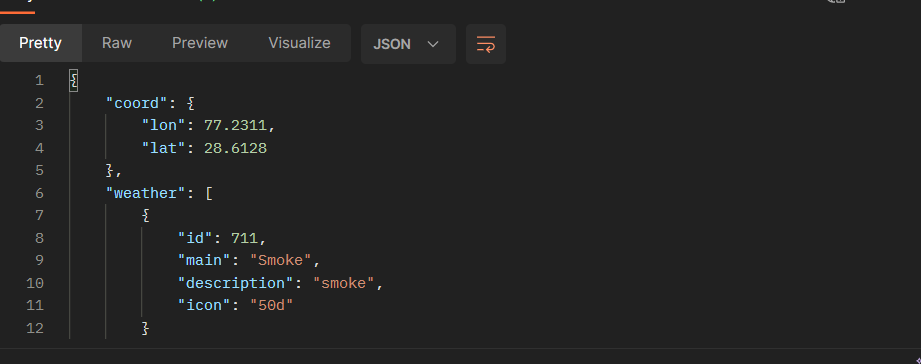 Pretty Raw Preview Visualize JSON
1 {
2 "coord": {
3 "lon": 77.2311,
4 "lat": 28.6128
5 },
6 "weather": [
7 {
8 "id": 711,
9 "main": "Smoke",
10 "description": "smoke",
11 "icon": "50d"
12 }